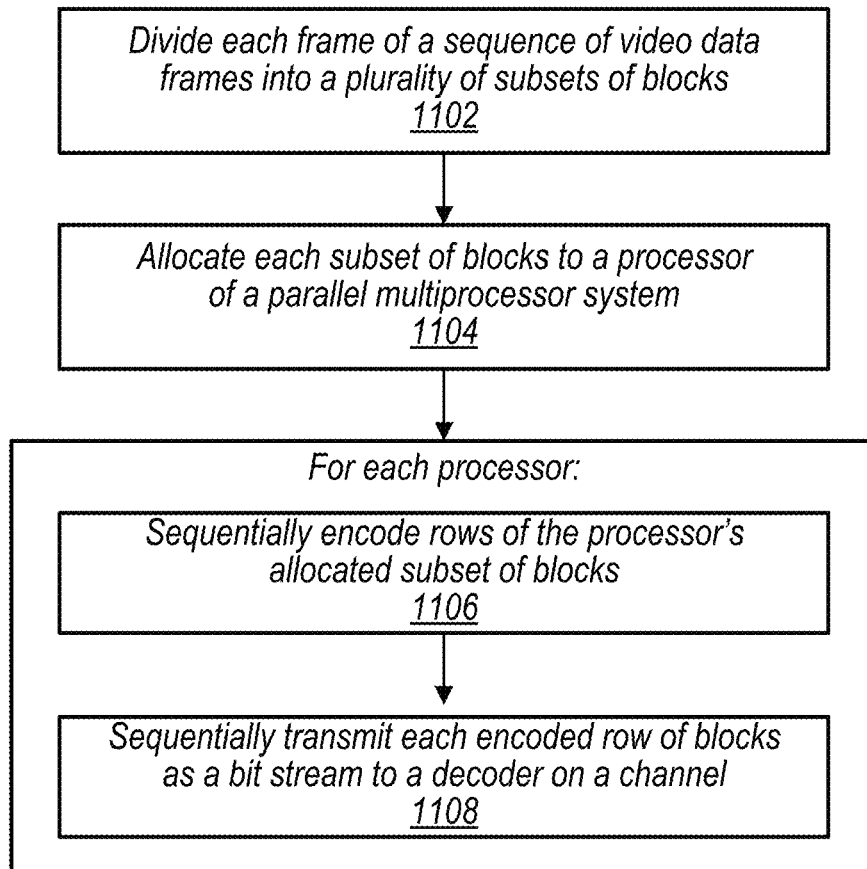 Divide each frame of a sequence of video data
frames into a plurality of subsets of blocks
1102
Allocate each subset of blocks to a processor
of a parallel multiprocessor system
1104
For each processor:
Sequentially encode rows of the processor's
allocated subset of blocks
1106
Sequentially transmit each encoded row of blocks
as a bit stream to a decoder on a channel
1108